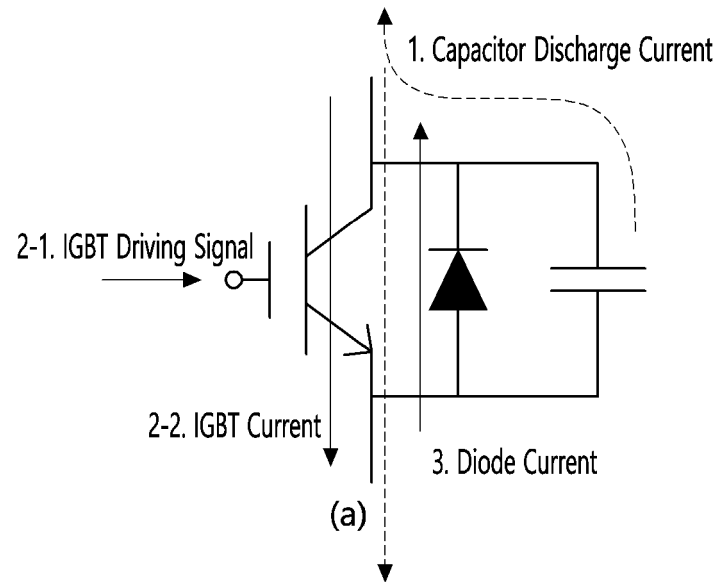 1. Capacitor Discharge Current
2-1. IGBT Driving Signal
2-2. IGBT Current
3. Diode Current
(a)